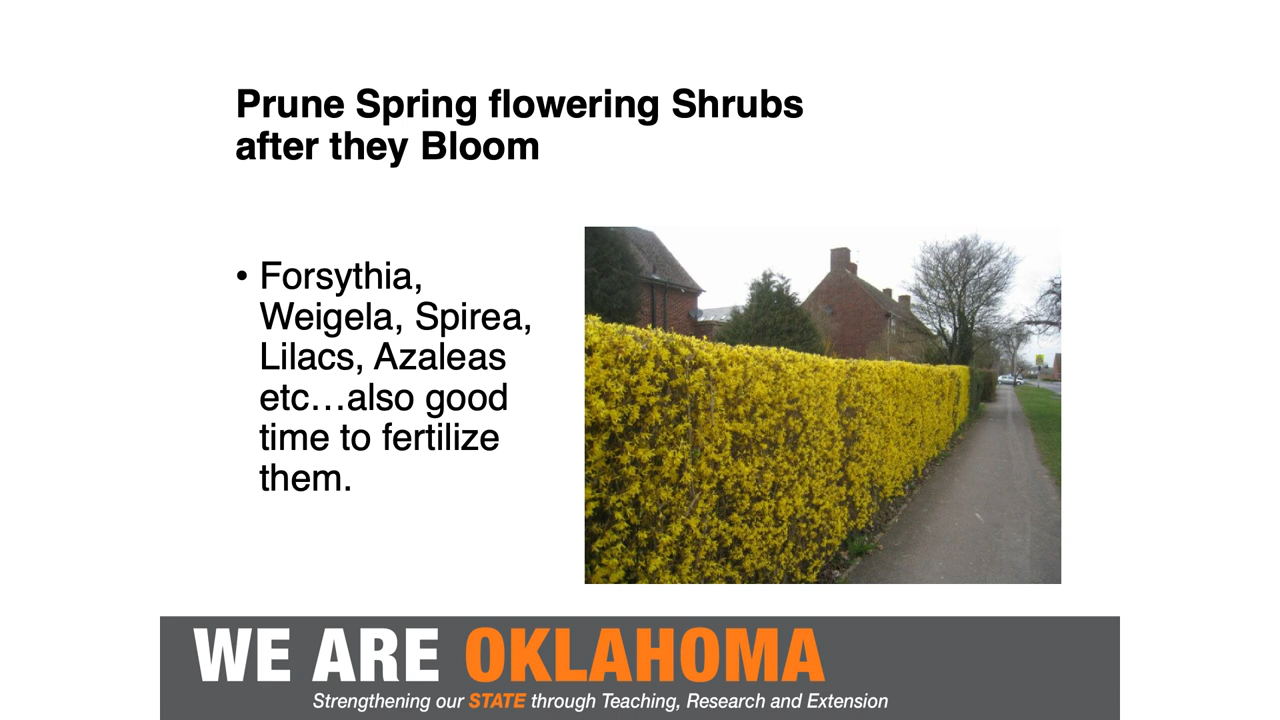 Prune Spring flowering Shrubs
after they Bloom
• Forsythia,
Weigela, Spirea,
Lilacs, Azaleas
etc…also good
time to fertilize
them.
WE ARE OKLAHOMA
Strengthening our STATE through Teaching, Research and Extension